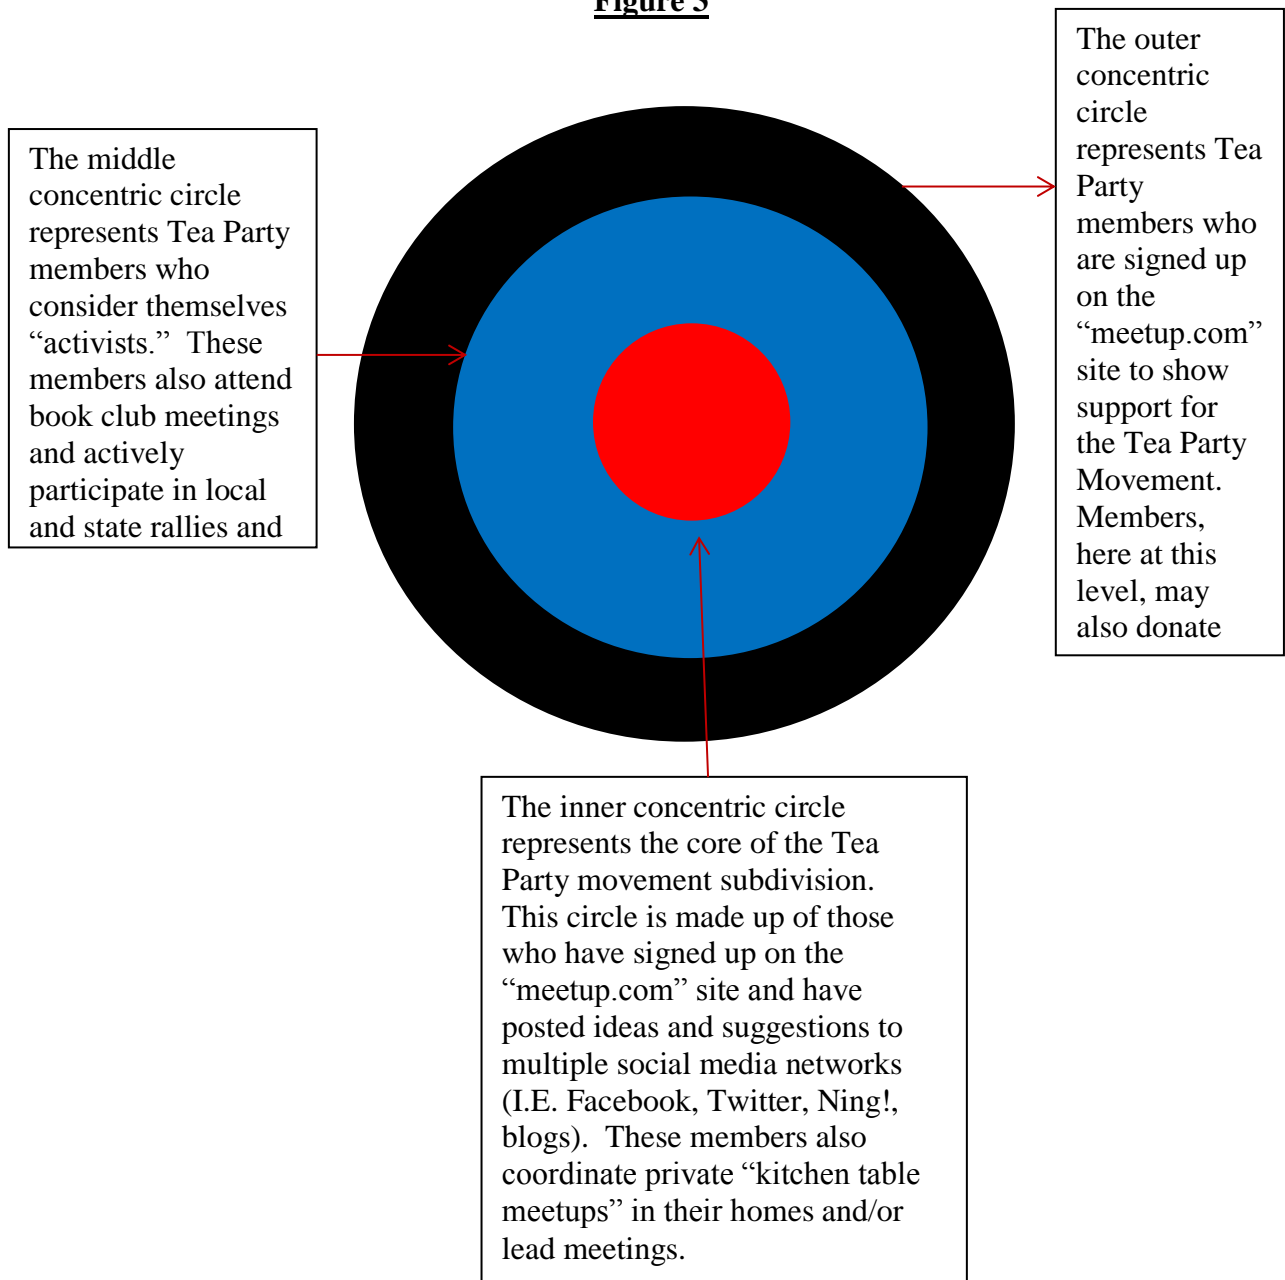 Figure 3
The outer
concentric
circle
represents Tea
Party
members who
are signed up
on the
“meetup.com”
site to show
support for
the Tea Party
Movement.
Members,
here at this
level, may
also donate
The middle
concentric circle
represents Tea Party
members who
consider themselves
“activists.” These
members also attend
book club meetings
and actively
participate in local
and state rallies and
The inner concentric circle
represents the core of the Tea
Party movement subdivision.
This circle is made up of those
who have signed up on the
“meetup.com” site and have
posted ideas and suggestions to
multiple social media networks
(I.E. Facebook, Twitter, Ning!,
blogs). These members also
coordinate private “kitchen table
meetups” in their homes and/or
lead meetings.